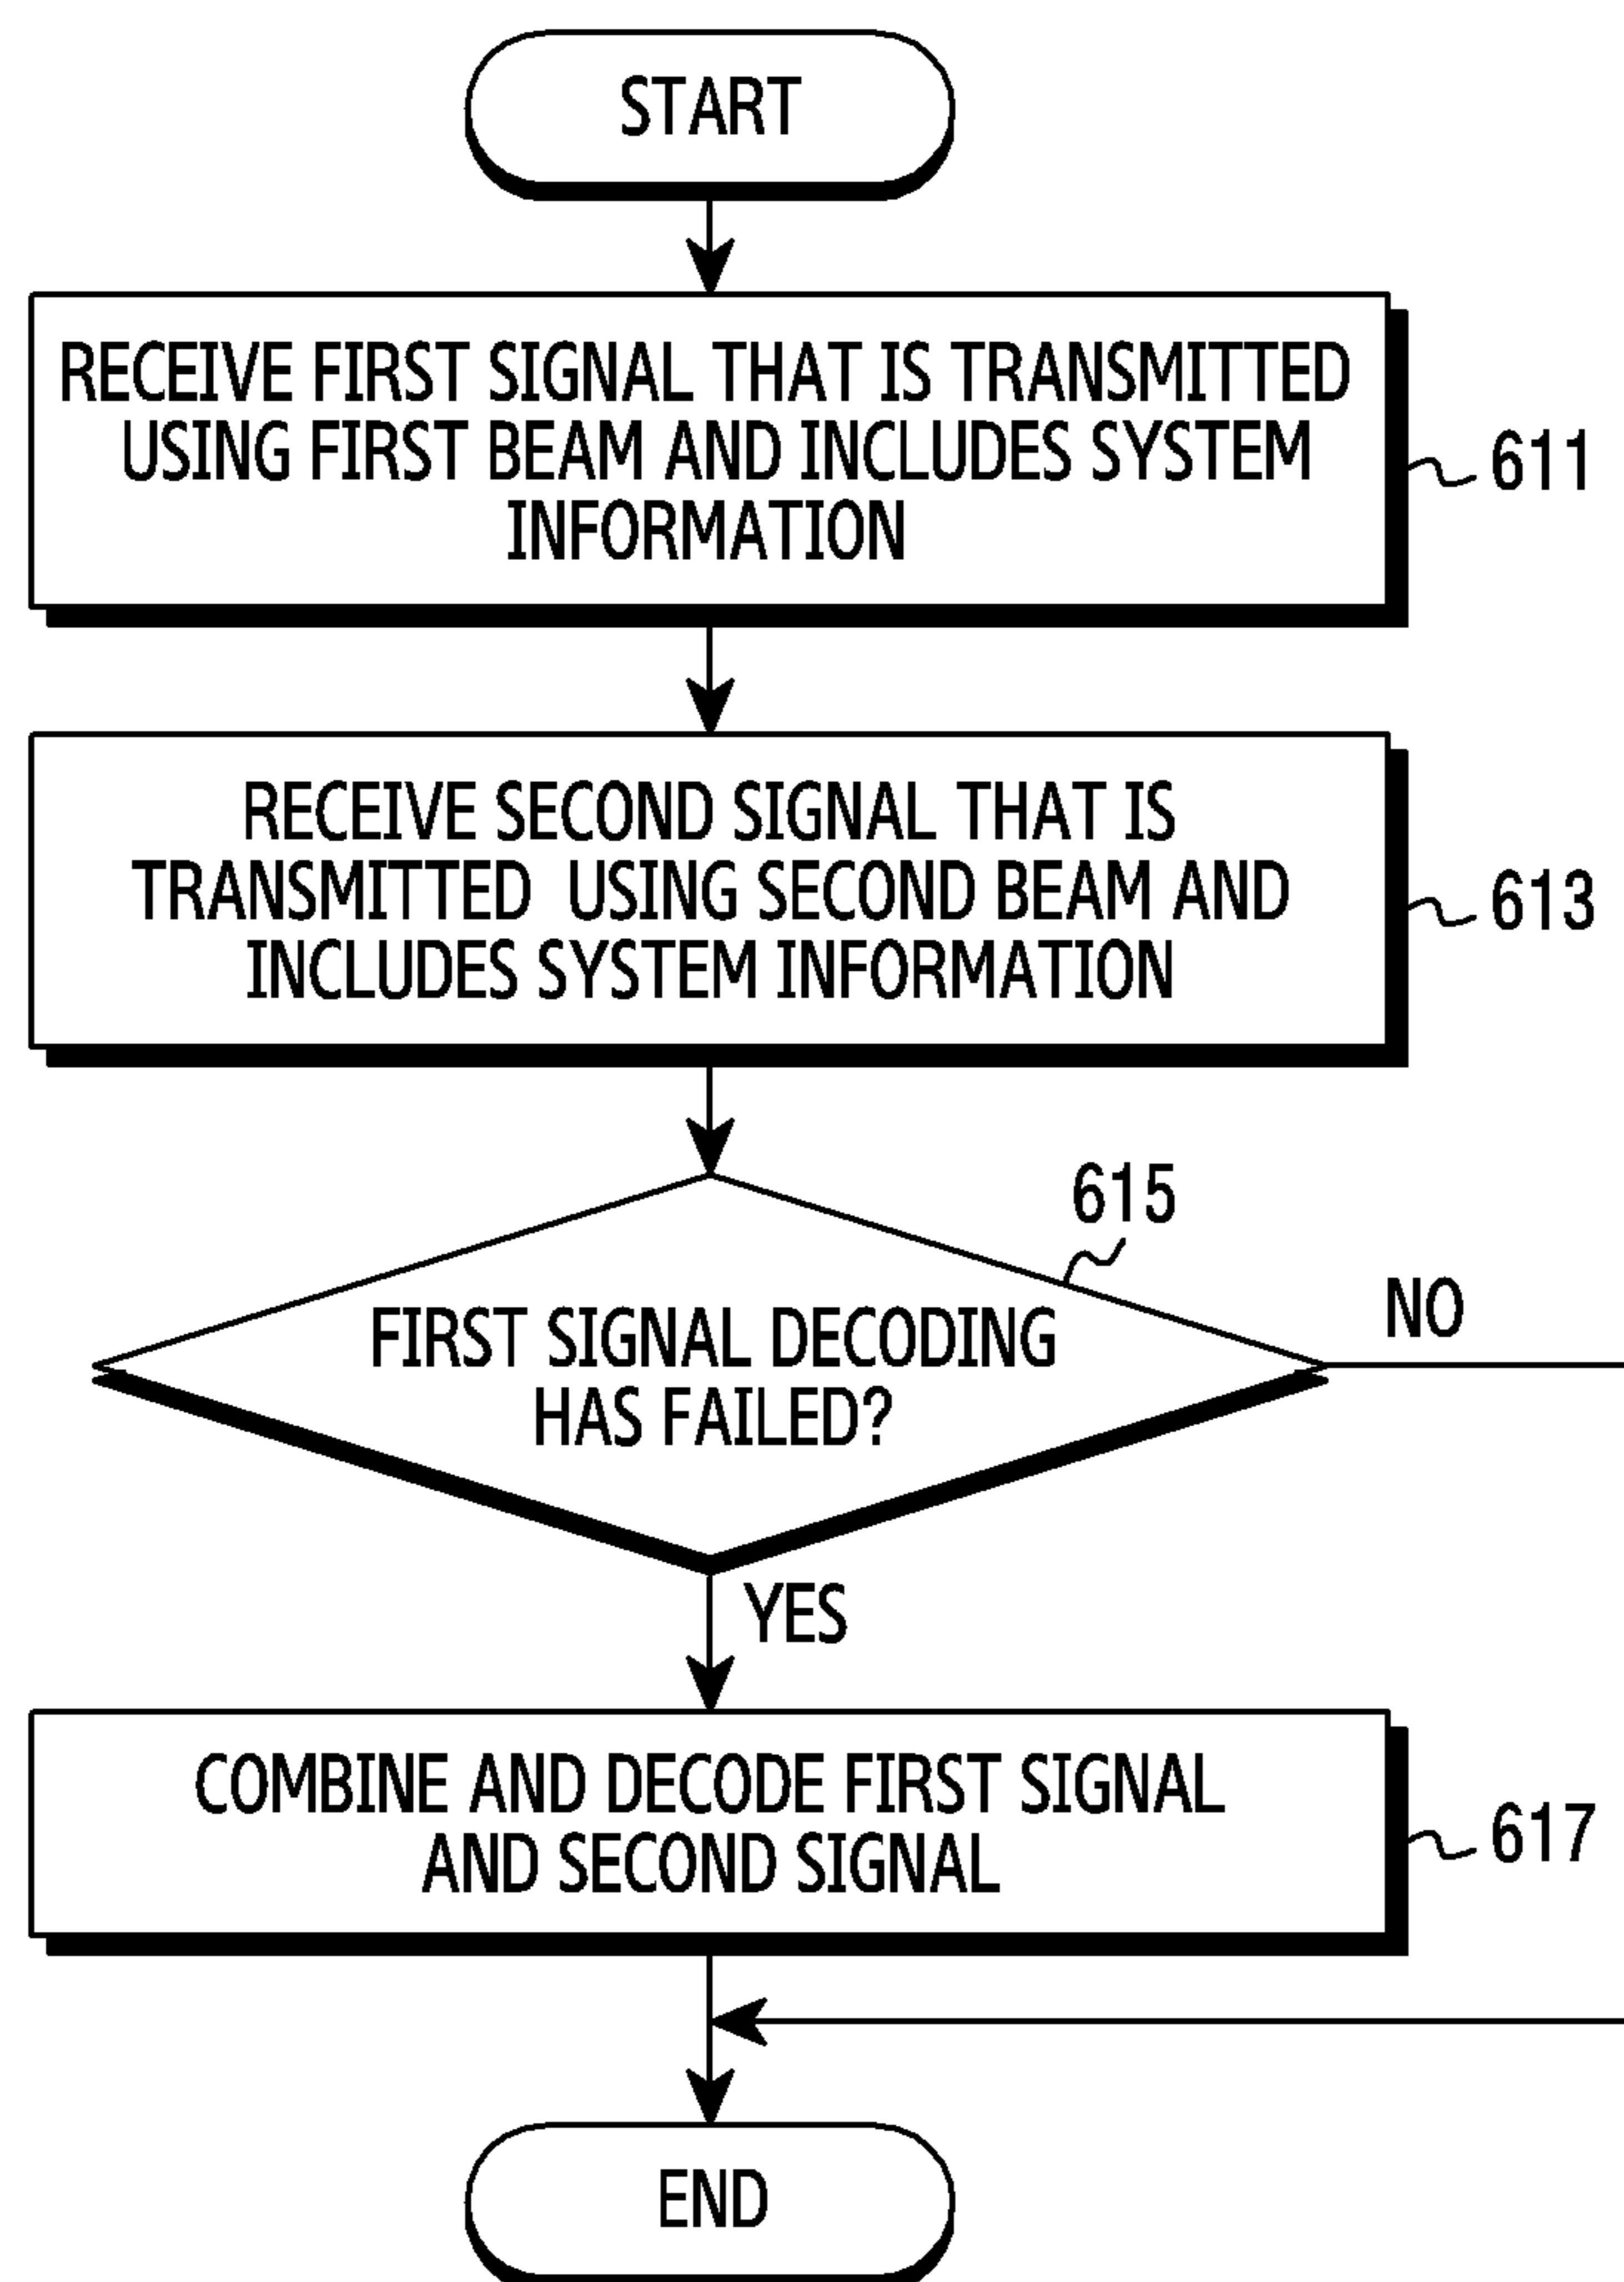 START
RECEIVE FIRST SIGNAL THAT IS TRANSMITTED
USING FIRST BEAM AND INCLUDES SYSTEM
INFORMATION
611
RECEIVE SECOND SIGNAL THAT IS
TRANSMITTED USING SECOND BEAM AND
INCLUDES SYSTEM INFORMATION
613
615
FIRST SIGNAL DECODING
HAS FAILED?
NO
YES
COMBINE AND DECODE FIRST SIGNAL
AND SECOND SIGNAL
617
END